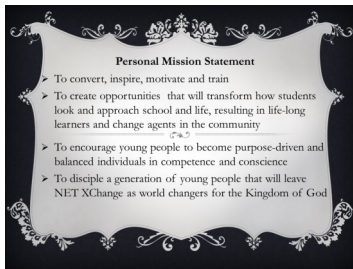 Personal Mission Statement
➢ To convert, inspire, motivate and train
➢ To create opportunities that will transform how students
look and approach school and life, resulting in life-long
learners and change agents in the community
➢ To encourage young people to become purpose-driven and
balanced individuals in competence and conscience
➢ To disciple a generation of young people that will leave
NET XChange as world changers for the Kingdom of God